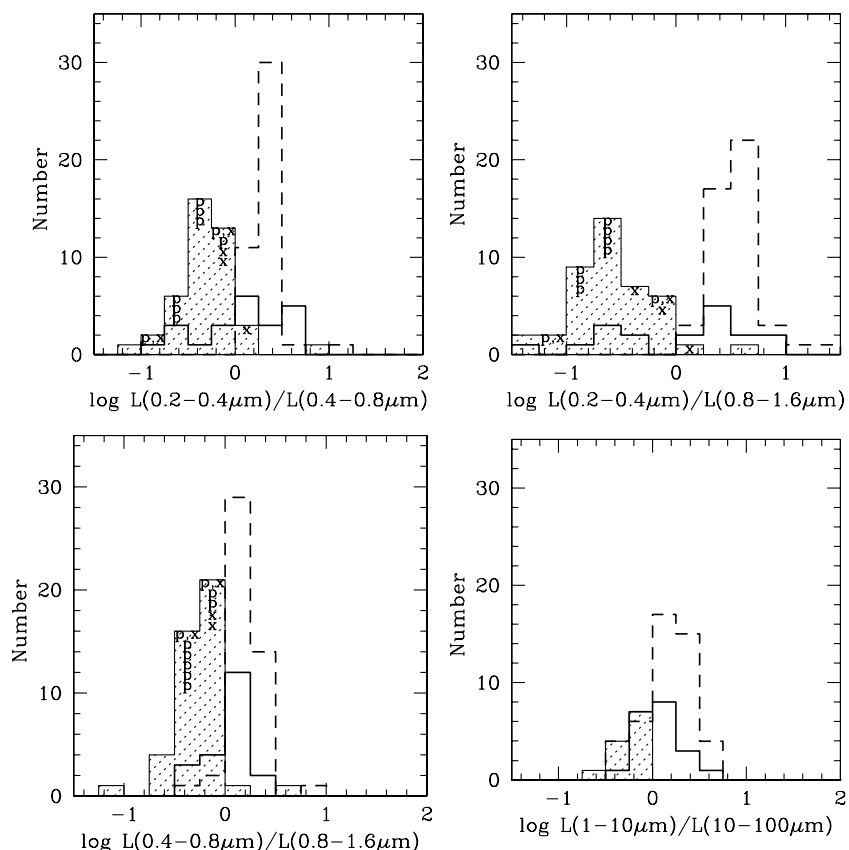 30
20
10
0
Number
−1 0 1 2
log L(0.2−0.4μm)/L(0.4−0.8μm)
p
p
p
p,x
p
x
x
p
p
p
p,x
x
30
20
10
0
Number
−1 0 1
log L(0.2−0.4μm)/L(0.8−1.6μm)
p
p
p
p
p
p
p
x
p,x
x
p,x
x
30
20
10
0
Number
−1 0 1 2
log L(0.4−0.8μm)/L(0.8−1.6μm)
p,x
p
p
x
x
p,x
p
p
p
p
p
30
20
10
0
Number
−1 0 1 2
log L(1−10μm)/L(10−100μm)